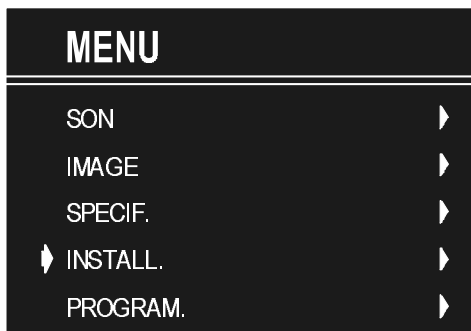 MENU
SON
IMAGE
SPECIF.
INSTALL.
PROGRAM.